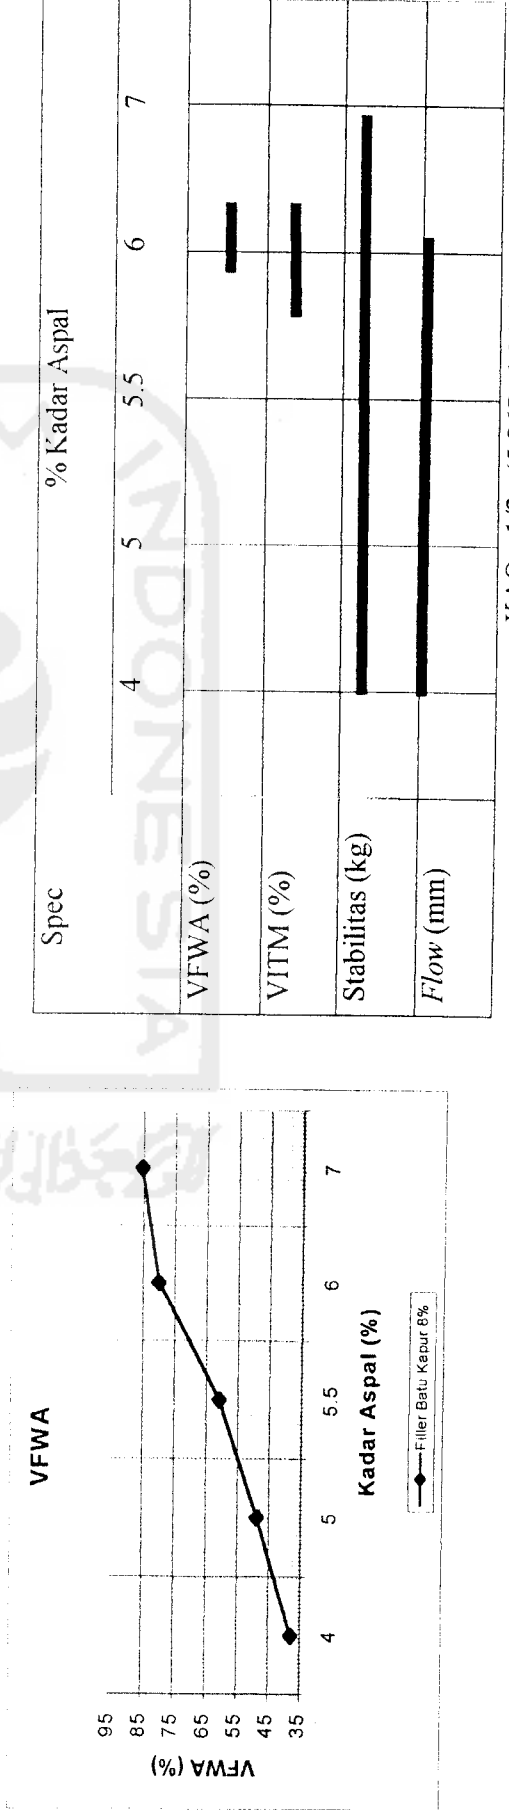 VFWA
VFWA (%)
95
85
75
65
55
45
35
4
5
5.5
6
7
Kadar Aspal (%)
Filler Batu Kapur 8%
Spec
% Kadar Aspal
4
5
5.5
6
7
VFWA (%)
VITM (%)
Stabilitas (kg)
Flow (mm)
INDONESIA